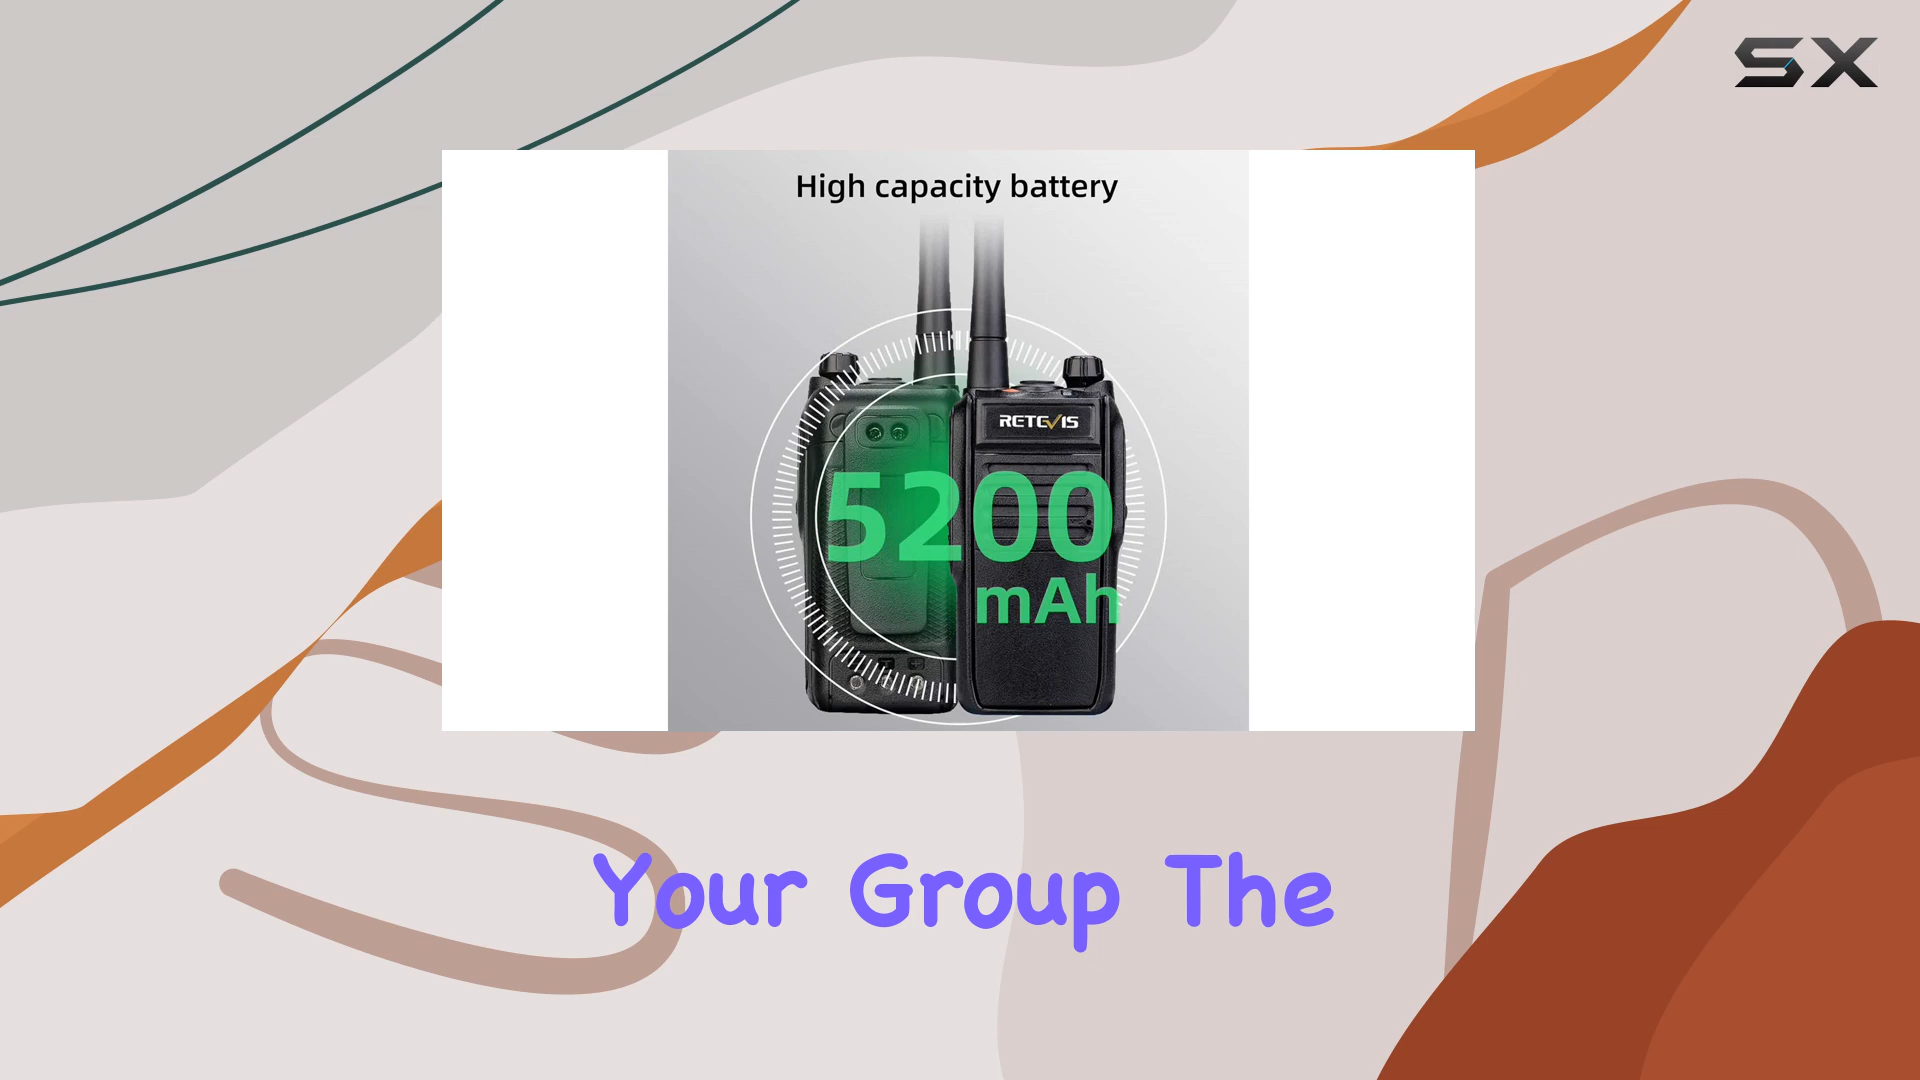 SX
High capacity battery
RETEVIS
5200
mAh
Your Group The